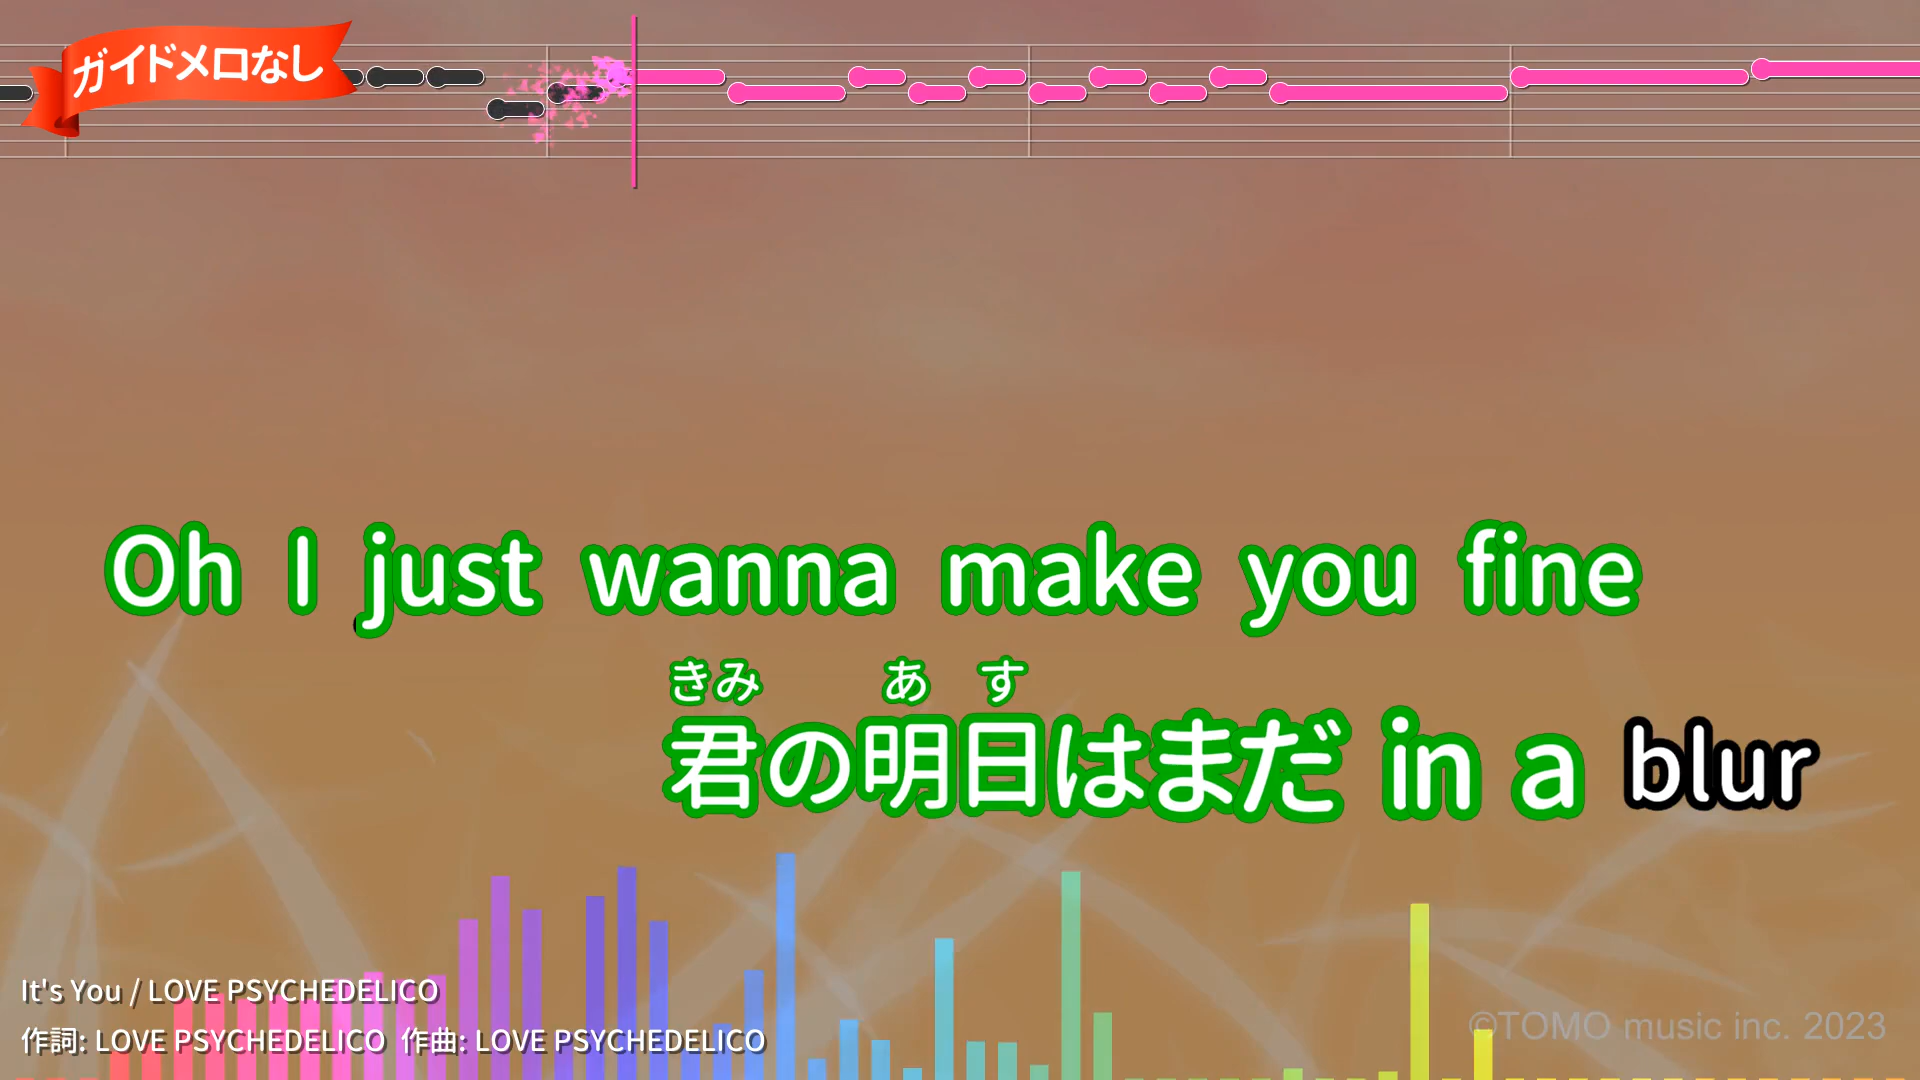 ガイドメロなし
Oh I just wanna make you fine
きみ あす
君の明日はまだ in a blur
It's You / LOVE PSYCHEDELICO
作詞: LOVE PSYCHEDELICO 作曲: LOVE PSYCHEDELICO
©TOMO music inc. 2023